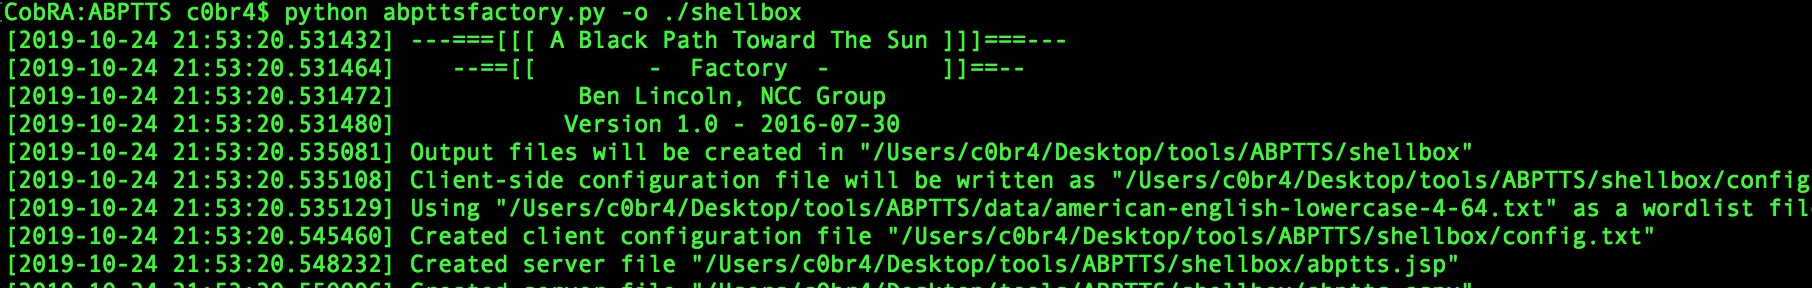 CobRA:ABPTTS c0br4$ python abpttsfactory.py -o ./shellbox
[2019-10-24 21:53:20.531432] ---===[[[ A Black Path Toward The Sun ]]]===---
[2019-10-24 21:53:20.531464]    --==[[        -  Factory  -        ]]==--
[2019-10-24 21:53:20.531472]             Ben Lincoln, NCC Group
[2019-10-24 21:53:20.531480]            Version 1.0 - 2016-07-30
[2019-10-24 21:53:20.535081] Output files will be created in "/Users/c0br4/Desktop/tools/ABPTTS/shellbox"
[2019-10-24 21:53:20.535108] Client-side configuration file will be written as "/Users/c0br4/Desktop/tools/ABPTTS/shellbox/config
[2019-10-24 21:53:20.535129] Using "/Users/c0br4/Desktop/tools/ABPTTS/data/american-english-lowercase-4-64.txt" as a wordlist fil
[2019-10-24 21:53:20.545460] Created client configuration file "/Users/c0br4/Desktop/tools/ABPTTS/shellbox/config.txt"
[2019-10-24 21:53:20.548232] Created server file "/Users/c0br4/Desktop/tools/ABPTTS/shellbox/abptts.jsp"